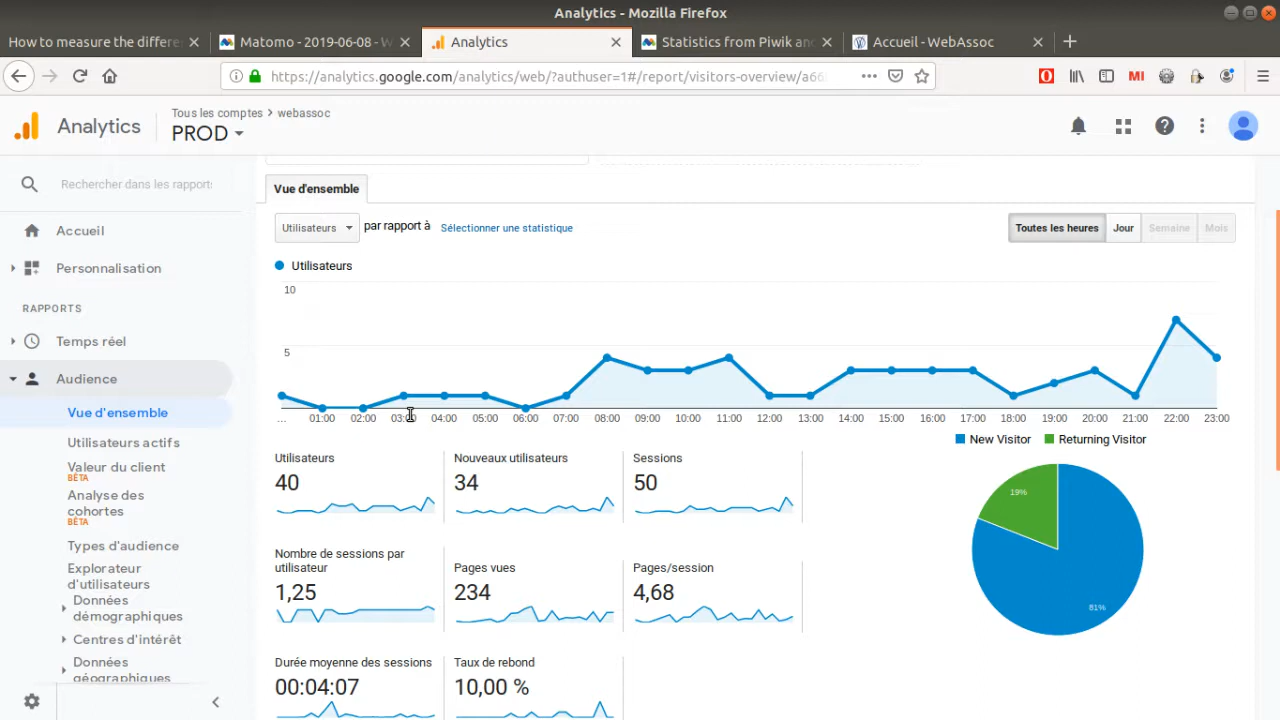 Analytics - Mozilla Firefox
How to measure the differe
Matomo - 2019-06-08 - W
Analytics
Statistics from Piwik an
Accueil - WebAssoc
https://analytics.google.com/analytics/web/?authuser=1#/report/visitors-overview/a66
MI
Tous les comptes > webassoc
Analytics
PROD
Rechercher dans les rapports
Accueil
Personnalisation
RAPPORTS
Temps réel
Audience
Vue d'ensemble
Utilisateurs actifs
Valeur du client
BÊTA
Analyse des
cohortes
BÊTA
Types d'audience
Explorateur
d'utilisateurs
Données
démographiques
Centres d'intérêt
Données
géographiques
Vue d'ensemble
Utilisateurs par rapport à Sélectionner une statistique
Toutes les heures Jour Semaine Mois
Utilisateurs
10
5
... 01:00 02:00 03:00 04:00 05:00 06:00 07:00 08:00 09:00 10:00 11:00 12:00 13:00 14:00 15:00 16:00 17:00 18:00 19:00 20:00 21:00 22:00 23:00
New Visitor Returning Visitor
19%
81%
Utilisateurs
40
Nouveaux utilisateurs
34
Sessions
50
Nombre de sessions par
utilisateur
1,25
Pages vues
234
Pages/session
4,68
Durée moyenne des sessions
00:04:07
Taux de rebond
10,00 %